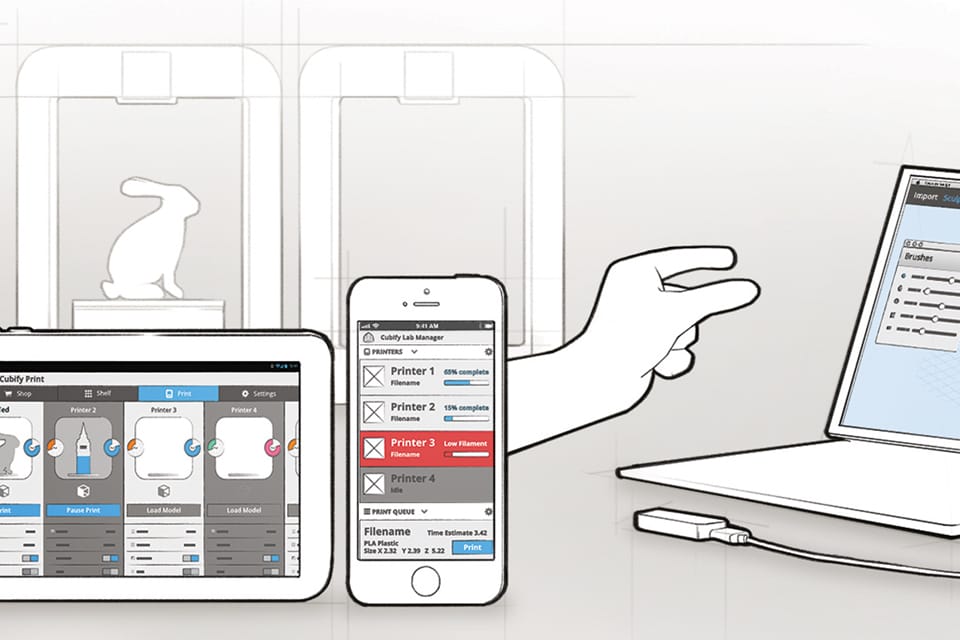 Cubify Print
Shop
Shelf
Print
Settings
Printer 2
Printer 3
Printer 4
Pause Print
Load Model
Load Model
9:41 AM
Cubify Lab Manager
PRINTERS
Printer 1
65% complete
Filename
Printer 2
15% complete
Filename
Printer 3
Low Filament
Filename
Printer 4
Idle
PRINT QUEUE
Filename
Time Estimate 3.42
PLA Plastic
Size X 2.32 Y 2.39 Z 5.22
Print
Import
Brushes